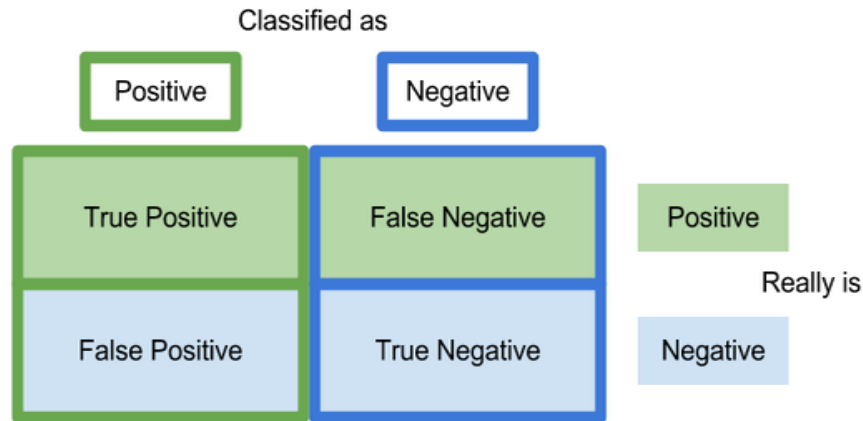 Classified as
Positive
Negative
True Positive
False Negative
Positive
Really is
False Positive
True Negative
Negative